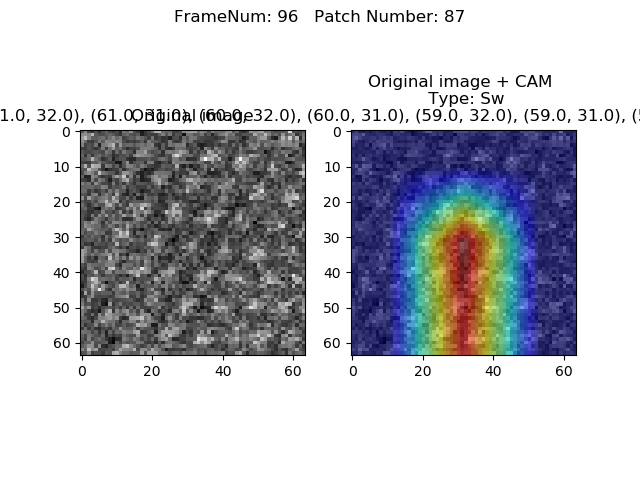 FrameNum: 96   Patch Number: 87
Original image + CAM
Type: Sw
1.0, 32.0), (61.0, 31.0), (60.0, 32.0), (60.0, 31.0), (59.0, 32.0), (59.0, 31.0), (5
Original image
0
10
20
30
40
50
60
0 20 40 60
0
10
20
30
40
50
60
0 20 40 60